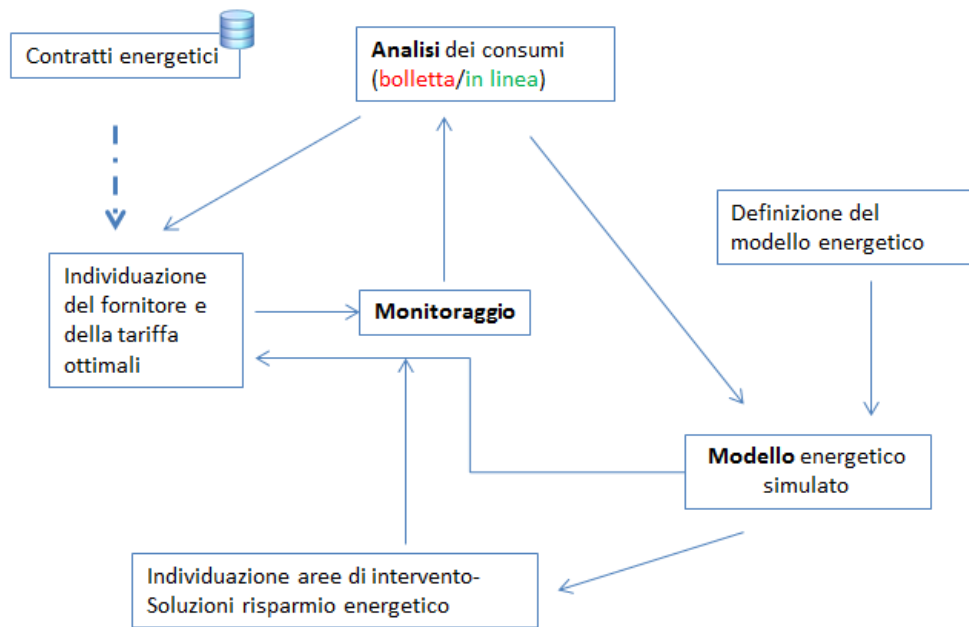 Contratti energetici
Analisi dei consumi
(bolletta/in linea)
Definizione del
modello energetico
Individuazione
del fornitore e
della tariffa
ottimali
Monitoraggio
Modello energetico
simulato
Individuazione aree di intervento-
Soluzioni risparmio energetico